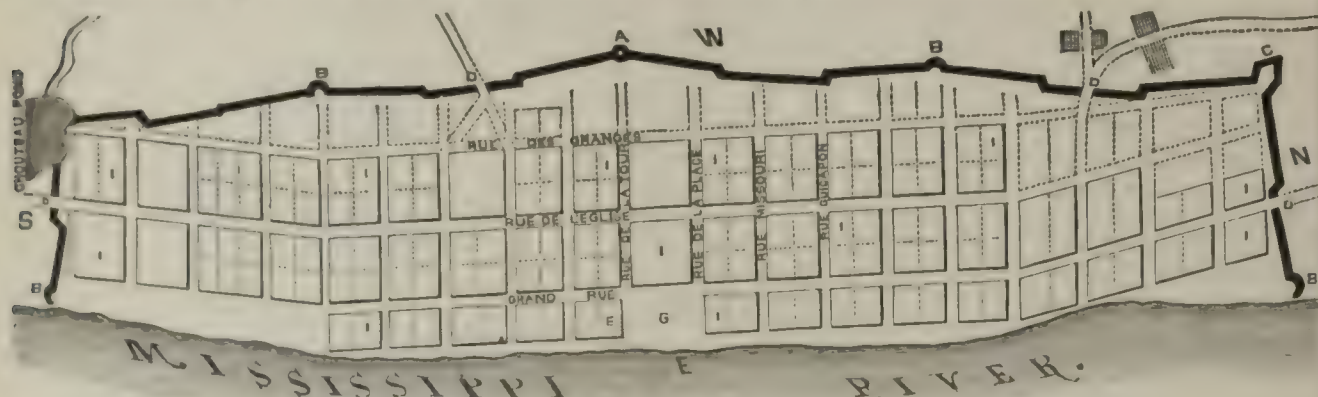 A
W
B
B
C
D
D
CHOUTEAU POND
RUE DES GRANGES
N
S
D
D
RUE DE L'EGLISE
RUE DE LA TOUR
RUE DE LA PLACE
RUE MISSOURI
RUE QUICAPON
I
I
I
I
I
I
I
I
I
I
I
B
B
GRAND RUE
E
G
I
I
E
MISSISSIPPI RIVER.